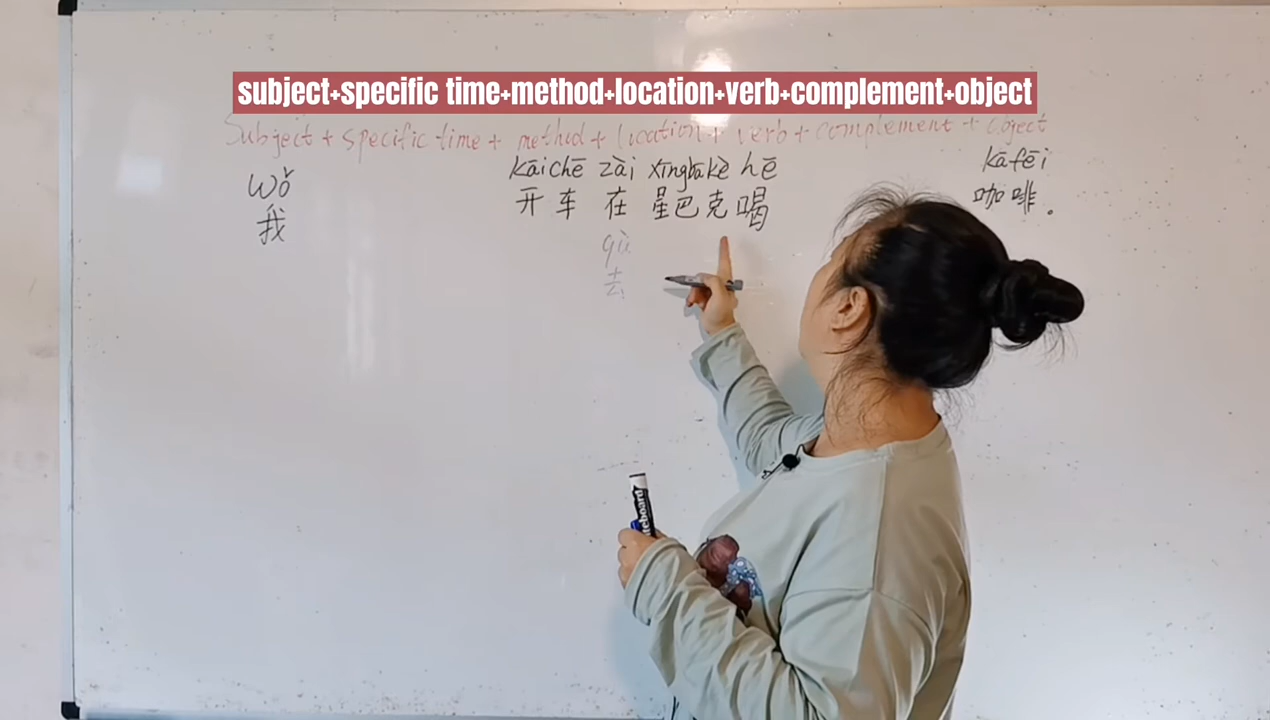 subject+specific time+method+location+verb+complement+object
Subject + specific time + method + location + verb + complement + object
wǒ kāichē zài xīngbākè hē kāfēi
我 开车 在 星巴克 喝 咖啡。
qù
去